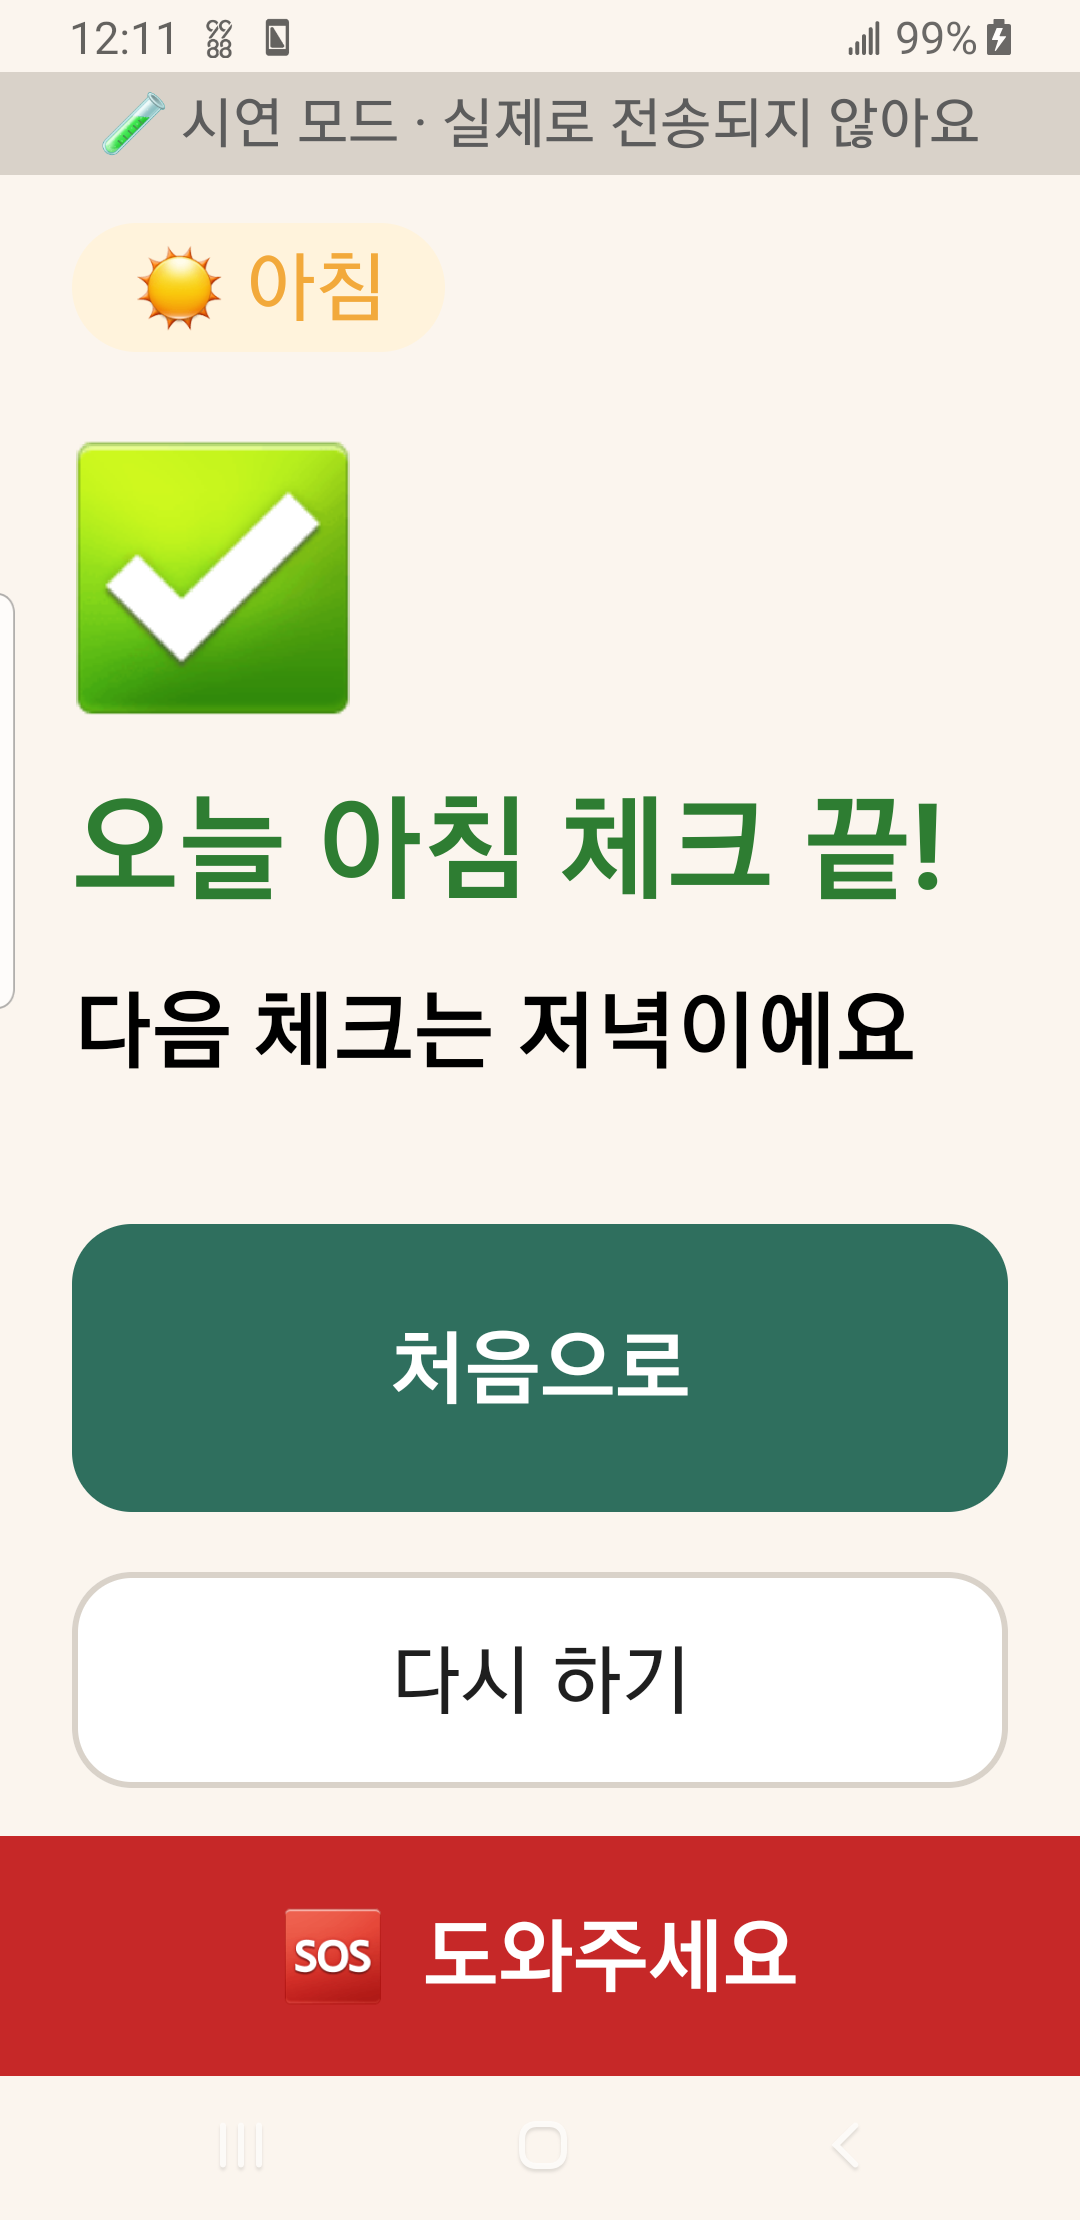 12:11 99 88 99%
시연 모드 · 실제로 전송되지 않아요
아침
오늘 아침 체크 끝!
다음 체크는 저녁이에요
처음으로
다시 하기
SOS 도와주세요